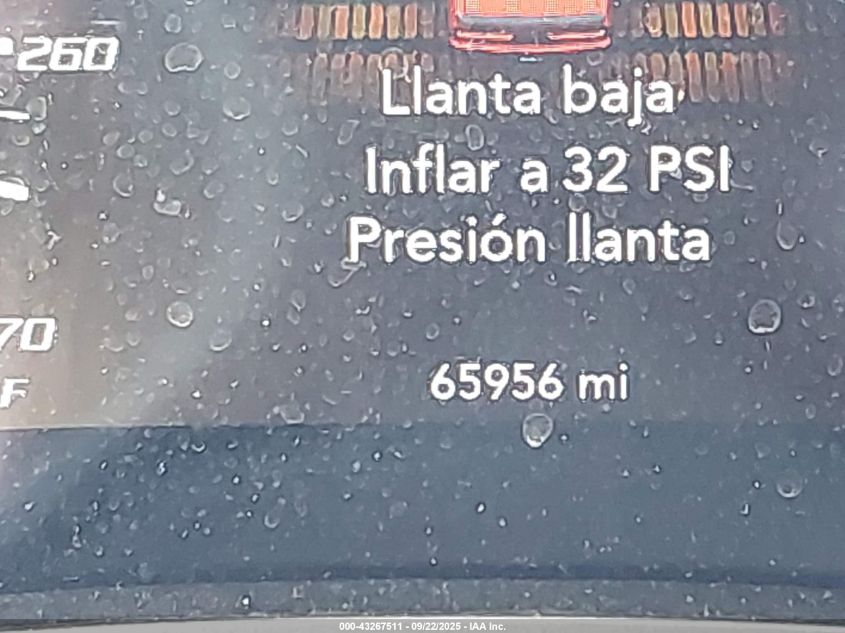 260
Llanta baja
Inflar a 32 PSI
Presión llanta
70
F
65956 mi
000-43267511 - 09/22/2025 - IAA Inc.